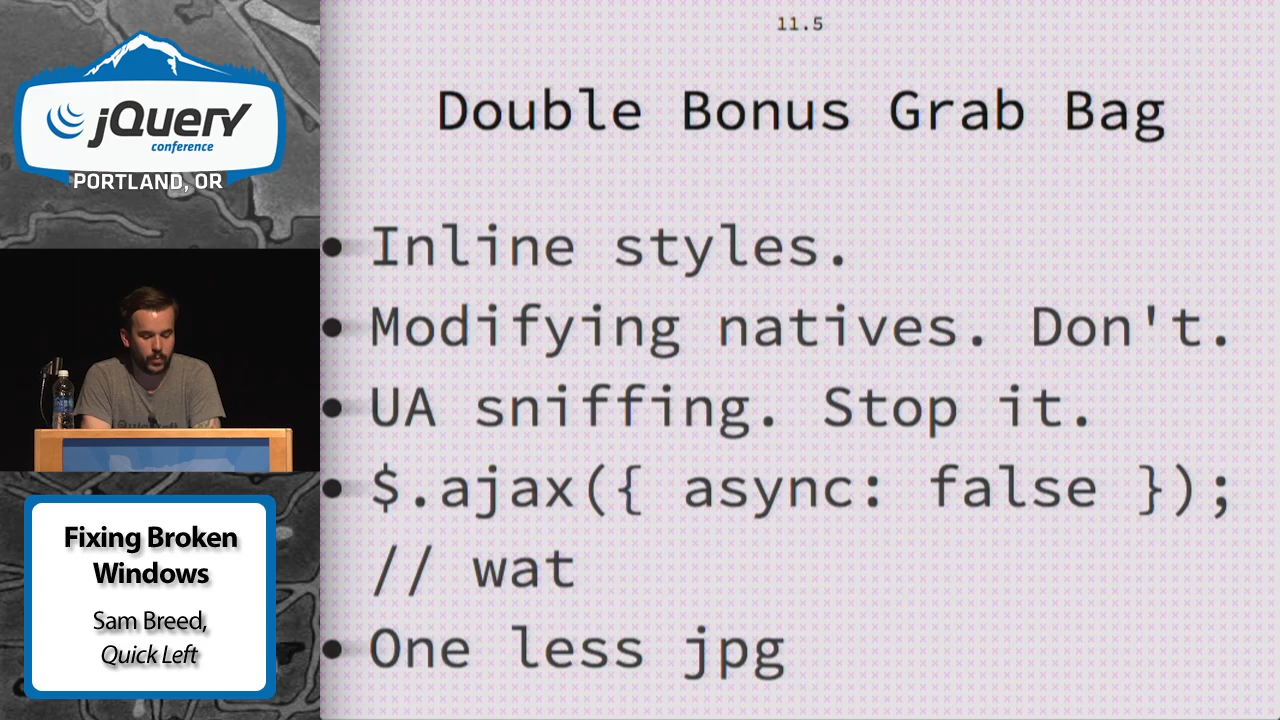 jQuery
conference
PORTLAND, OR
Fixing Broken
Windows
Sam Breed,
Quick Left
11.5
Double Bonus Grab Bag
• Inline styles.
• Modifying natives. Don't.
• UA sniffing. Stop it.
• $.ajax({ async: false });
// wat
• One less jpg